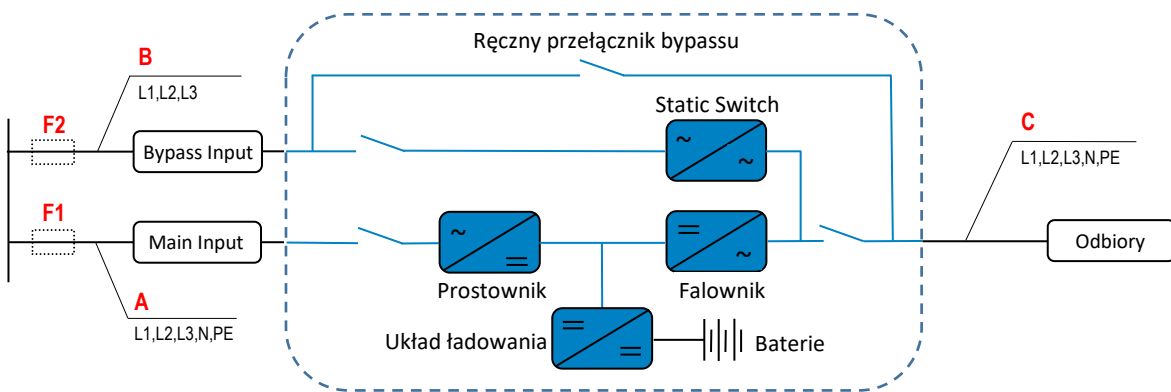 Ręczny przełącznik bypassu
B
L1,L2,L3
Static Switch
C
F2
~
~
L1,L2,L3,N,PE
Bypass Input
F1
~
~
Main Input
Odbiory
Prostownik
Falownik
A
L1,L2,L3,N,PE
Układ ładowania
Baterie